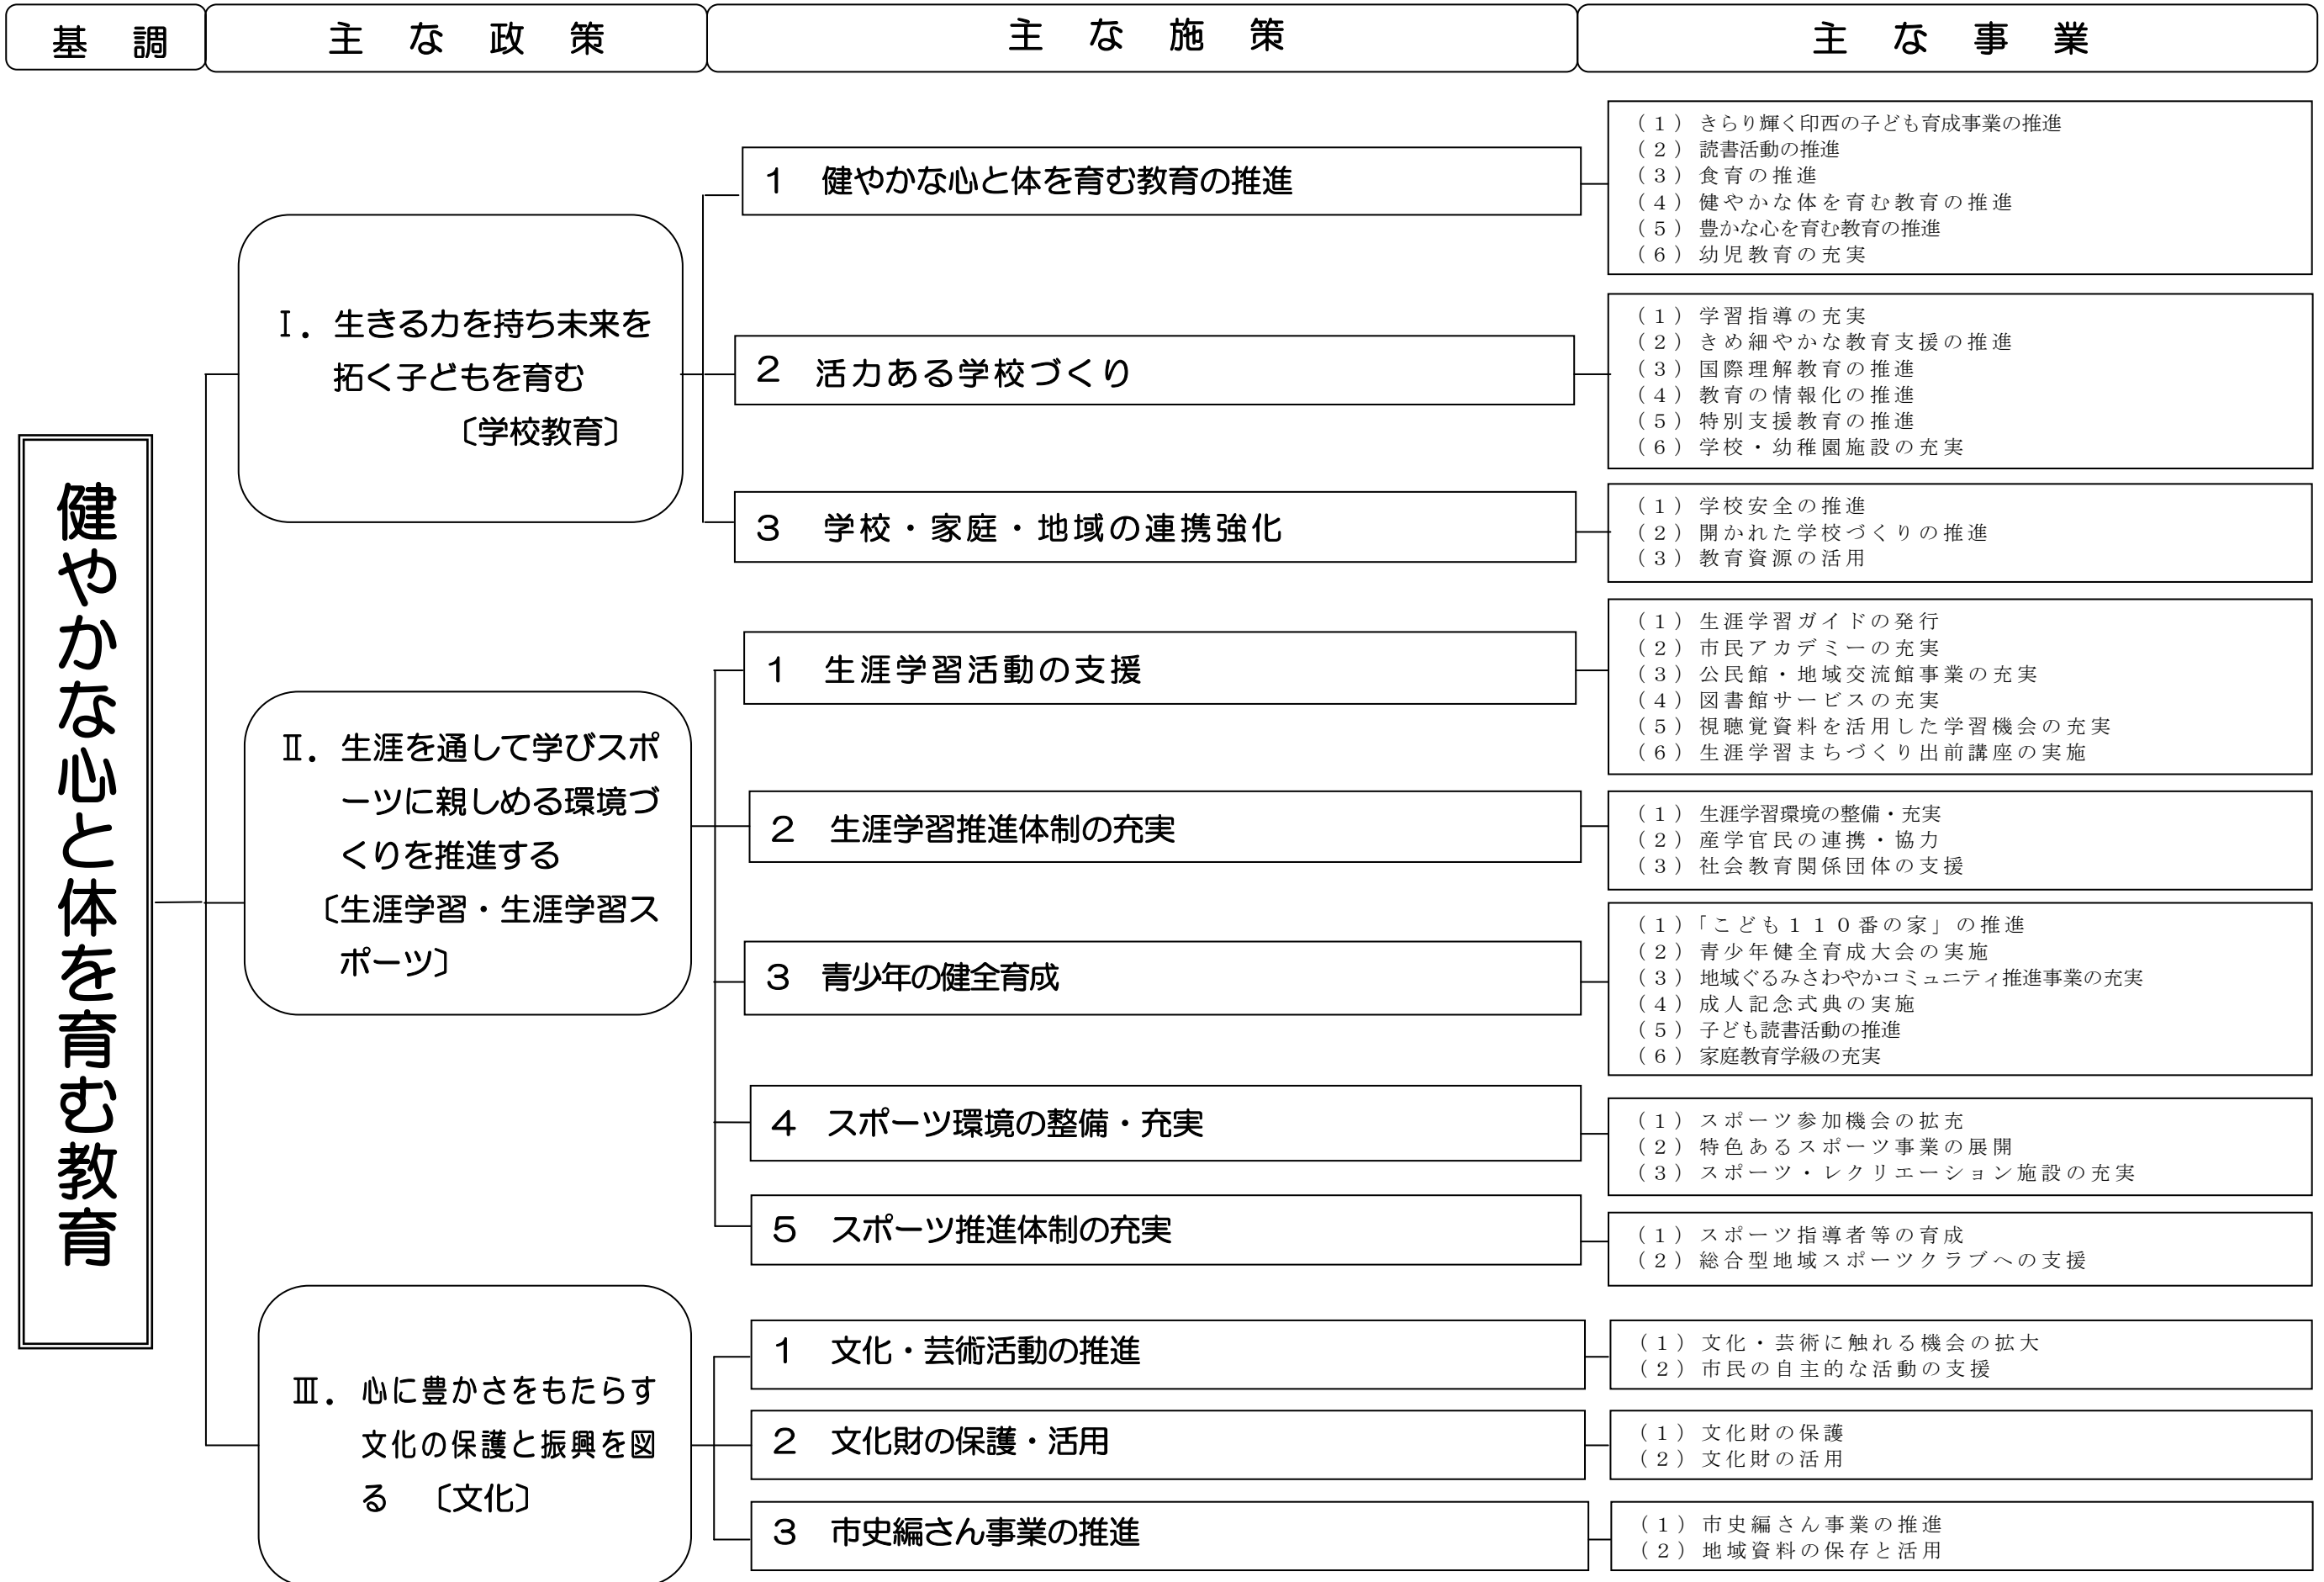 基　調
主　な　政　策
主　な　施　策
主　な　事　業
健やかな心と体を育む教育
Ⅰ．生きる力を持ち未来を
拓く子どもを育む
〔学校教育〕
1　健やかな心と体を育む教育の推進
（１）きらり輝く印西の子ども育成事業の推進
（２）読書活動の推進
（３）食育の推進
（４）健やかな体を育む教育の推進
（５）豊かな心を育む教育の推進
（６）幼児教育の充実
2　活力ある学校づくり
（１）学習指導の充実
（２）きめ細やかな教育支援の推進
（３）国際理解教育の推進
（４）教育の情報化の推進
（５）特別支援教育の推進
（６）学校・幼稚園施設の充実
3　学校・家庭・地域の連携強化
（１）学校安全の推進
（２）開かれた学校づくりの推進
（３）教育資源の活用
Ⅱ．生涯を通して学びスポ
ーツに親しめる環境づ
くりを推進する
〔生涯学習・生涯学習ス
ポーツ〕
1　生涯学習活動の支援
（１）生涯学習ガイドの発行
（２）市民アカデミーの充実
（３）公民館・地域交流館事業の充実
（４）図書館サービスの充実
（５）視聴覚資料を活用した学習機会の充実
（６）生涯学習まちづくり出前講座の実施
2　生涯学習推進体制の充実
（１）生涯学習環境の整備・充実
（２）産学官民の連携・協力
（３）社会教育関係団体の支援
3　青少年の健全育成
（１）「こども１１０番の家」の推進
（２）青少年健全育成大会の実施
（３）地域ぐるみさわやかコミュニティ推進事業の充実
（４）成人記念式典の実施
（５）子ども読書活動の推進
（６）家庭教育学級の充実
4　スポーツ環境の整備・充実
（１）スポーツ参加機会の拡充
（２）特色あるスポーツ事業の展開
（３）スポーツ・レクリエーション施設の充実
5　スポーツ推進体制の充実
（１）スポーツ指導者等の育成
（２）総合型地域スポーツクラブへの支援
Ⅲ．心に豊かさをもたらす
文化の保護と振興を図
る　〔文化〕
1　文化・芸術活動の推進
（１）文化・芸術に触れる機会の拡大
（２）市民の自主的な活動の支援
2　文化財の保護・活用
（１）文化財の保護
（２）文化財の活用
3　市史編さん事業の推進
（１）市史編さん事業の推進
（２）地域資料の保存と活用